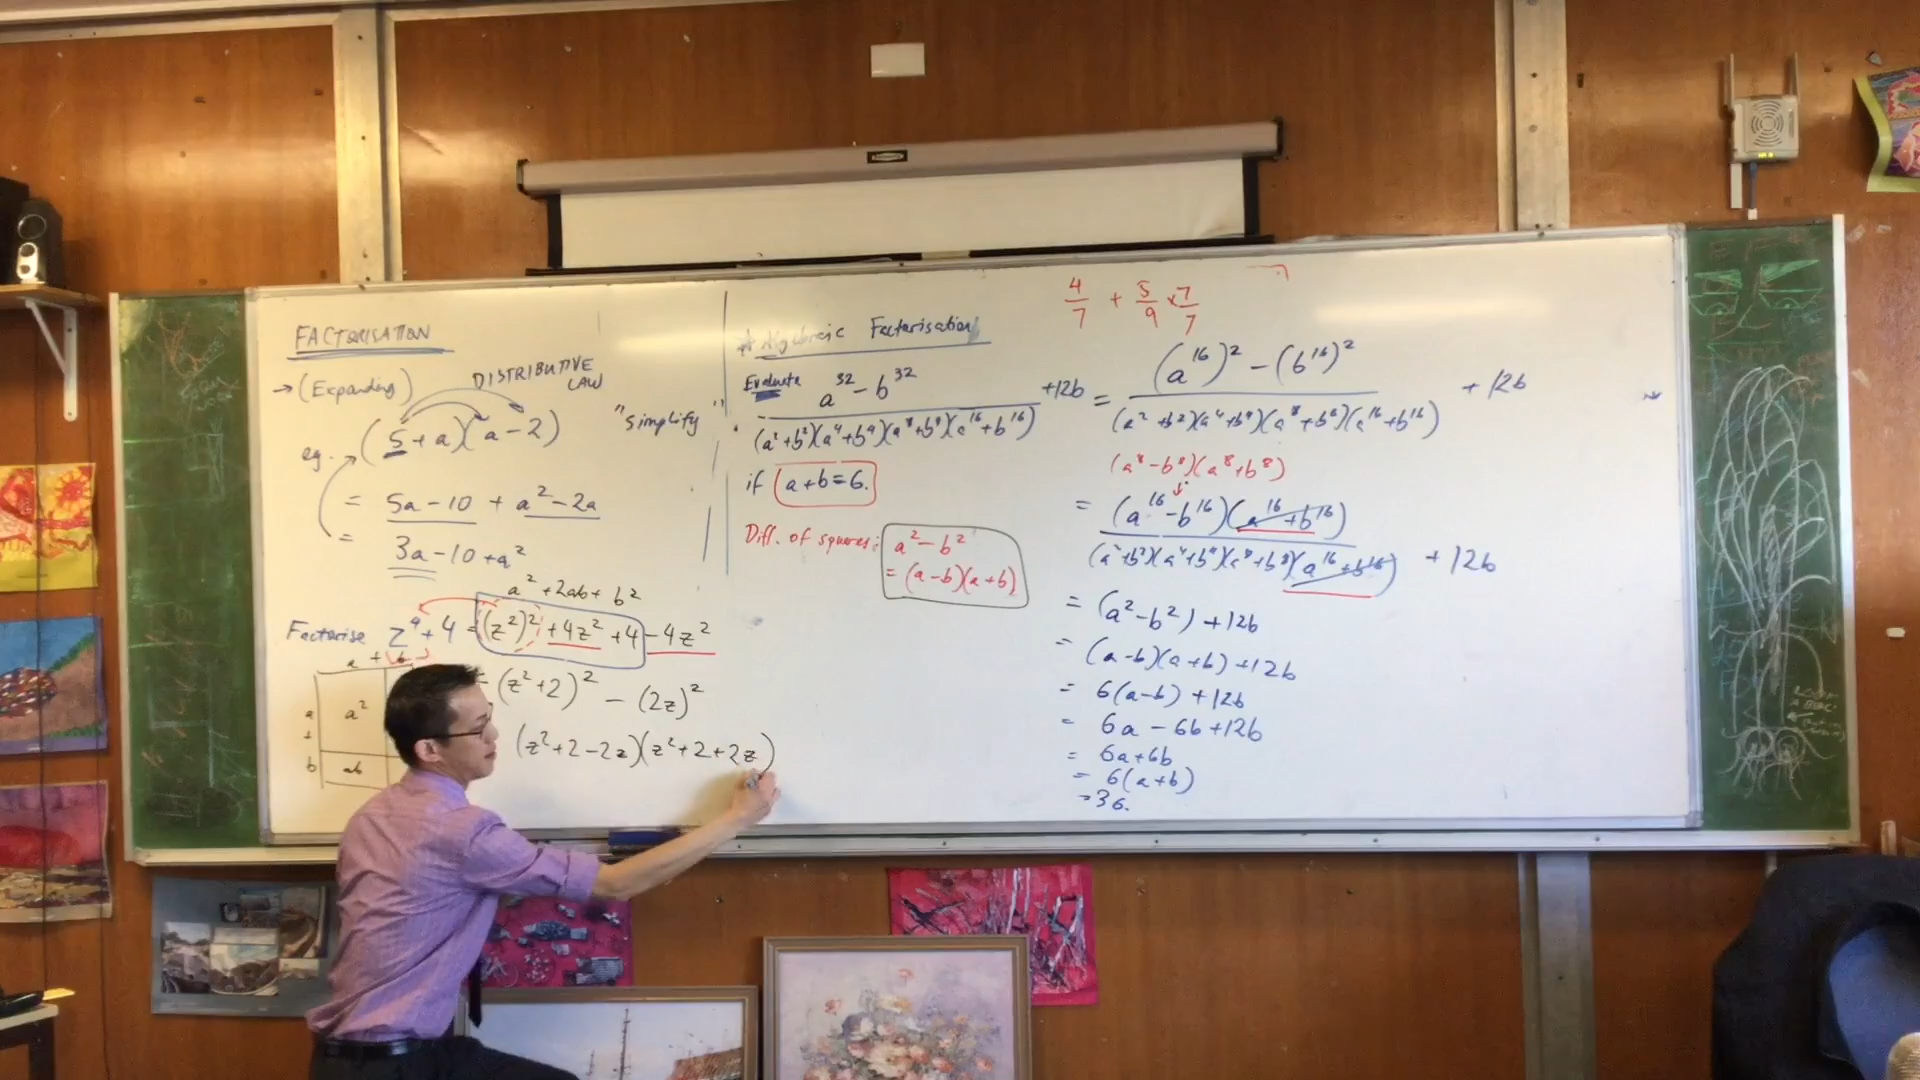 FACTORISATION
→ (Expanding)
DISTRIBUTIVE
LAW
eg. (5+a)(a-2)
= 5a-10 + a²-2a
= 3a-10+a²
"simplify"
a² + 2ab + b²
Factorise z⁴+4 = (z²)² +4z² +4 -4z²
= (z²+2)² - (2z)²
(z²+2-2z)(z²+2+2z)
a + b
a a²
+
b ab
Algebraic Factorisation
Evaluate a³² - b³²
(a²+b²)(a⁴+b⁴)(a⁸+b⁸)(a¹⁶+b¹⁶) +12b
if a+b=6.
Diff. of squares: a²-b²
= (a-b)(a+b)
4/7 + 5/9 × 7/7
= (a¹⁶)² - (b¹⁶)²
(a²+b²)(a⁴+b⁴)(a⁸+b⁸)(a¹⁶+b¹⁶) + 12b
(a⁸-b⁸)(a⁸+b⁸)
= (a¹⁶-b¹⁶)(a¹⁶+b¹⁶)
(a²+b²)(a⁴+b⁴)(a⁸+b⁸)(a¹⁶+b¹⁶) + 12b
= (a²-b²) +12b
= (a-b)(a+b) +12b
= 6(a-b) +12b
= 6a - 6b +12b
= 6a+6b
= 6(a+b)
=36.